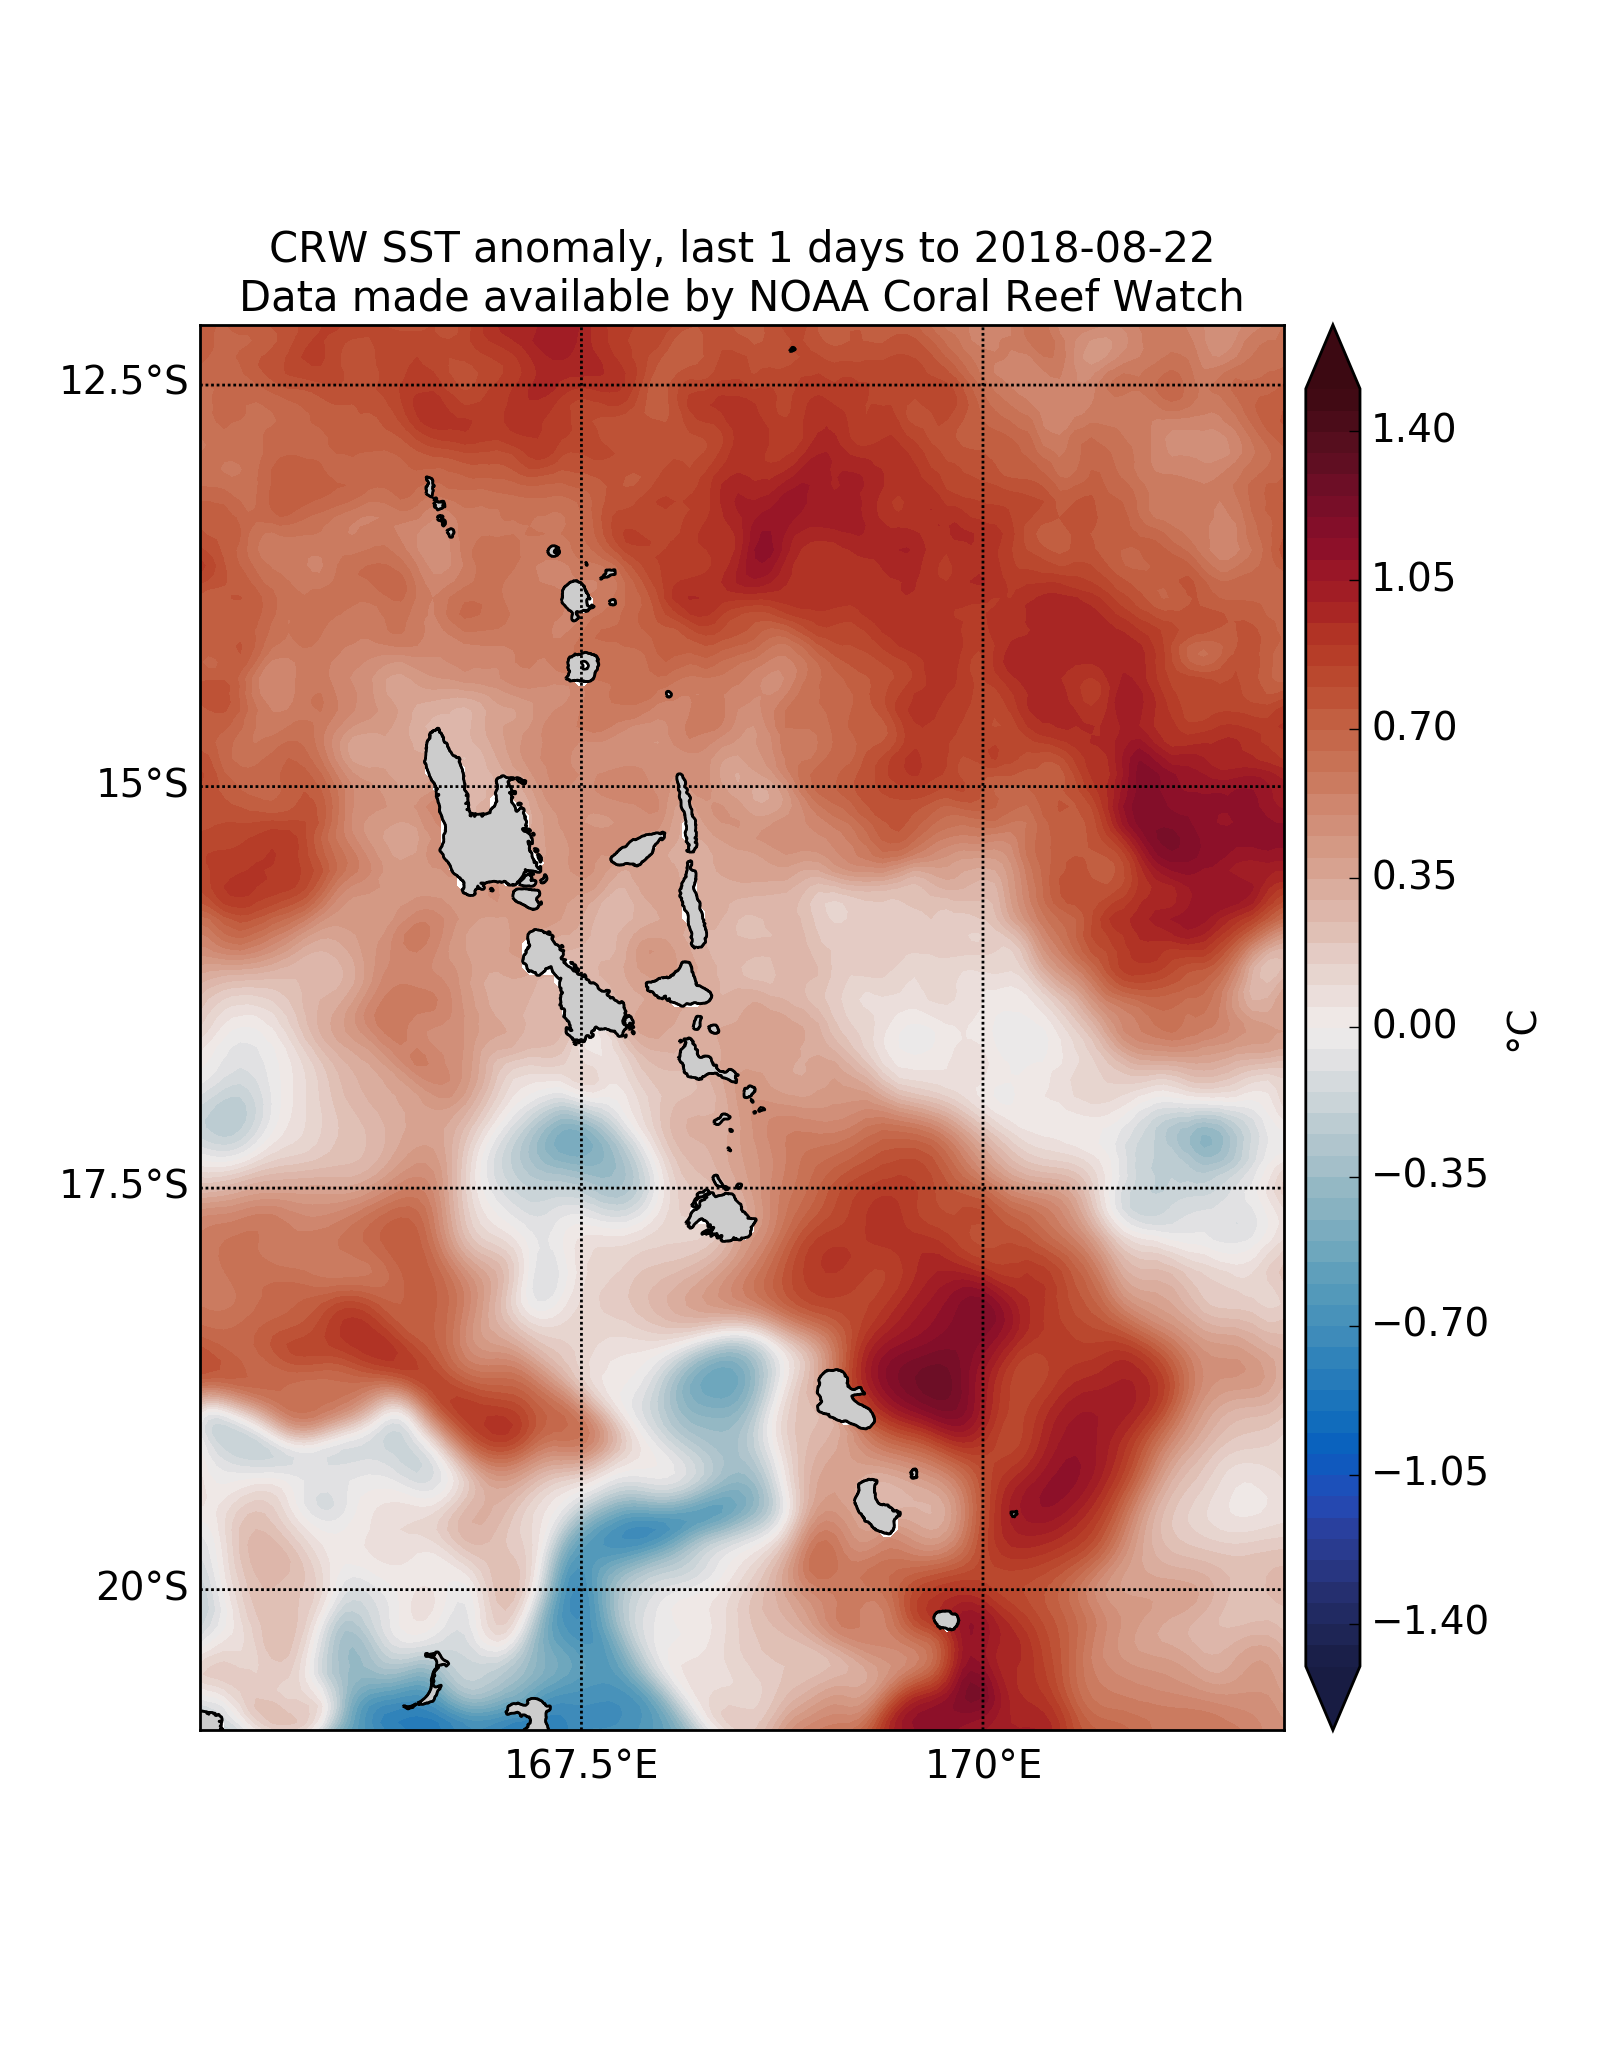 CRW SST anomaly, last 1 days to 2018-08-22
Data made available by NOAA Coral Reef Watch
12.5°S
15°S
17.5°S
20°S
167.5°E
170°E
1.40
1.05
0.70
0.35
0.00
−0.35
−0.70
−1.05
−1.40
°C